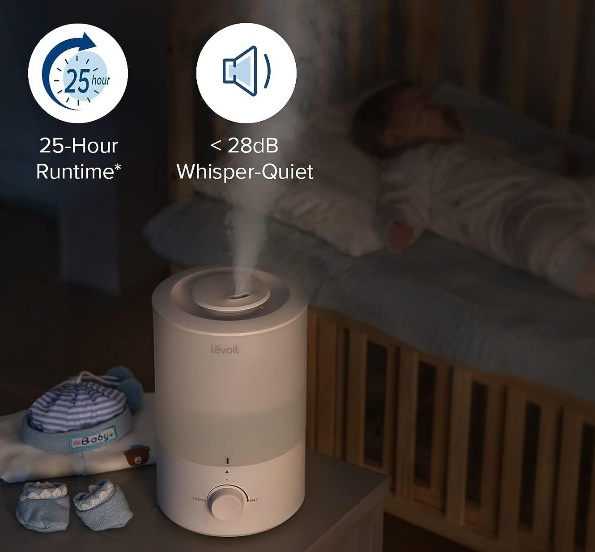 25 hour
25-Hour
Runtime*
< 28dB
Whisper-Quiet
levoit
Baby